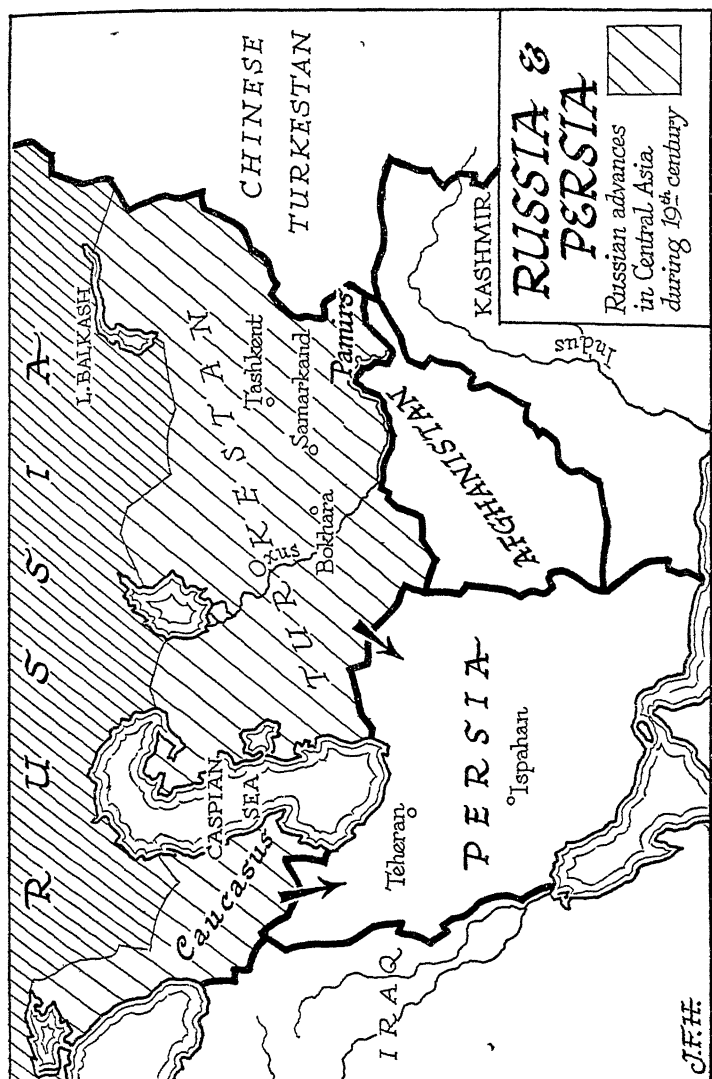 RUSSIA
L. BALKASH
CHINESE
TURKESTAN
TURKESTAN
Tashkent
Samarkand
Oxus
Bokhara
Pamirs
CASPIAN
SEA
Caucasus
KASHMIR
AFGHANISTAN
Indus
Teheran
PERSIA
Ispahan
IRAQ
RUSSIA &
PERSIA
Russian advances
in Central Asia
during 19th century
J.F.H.